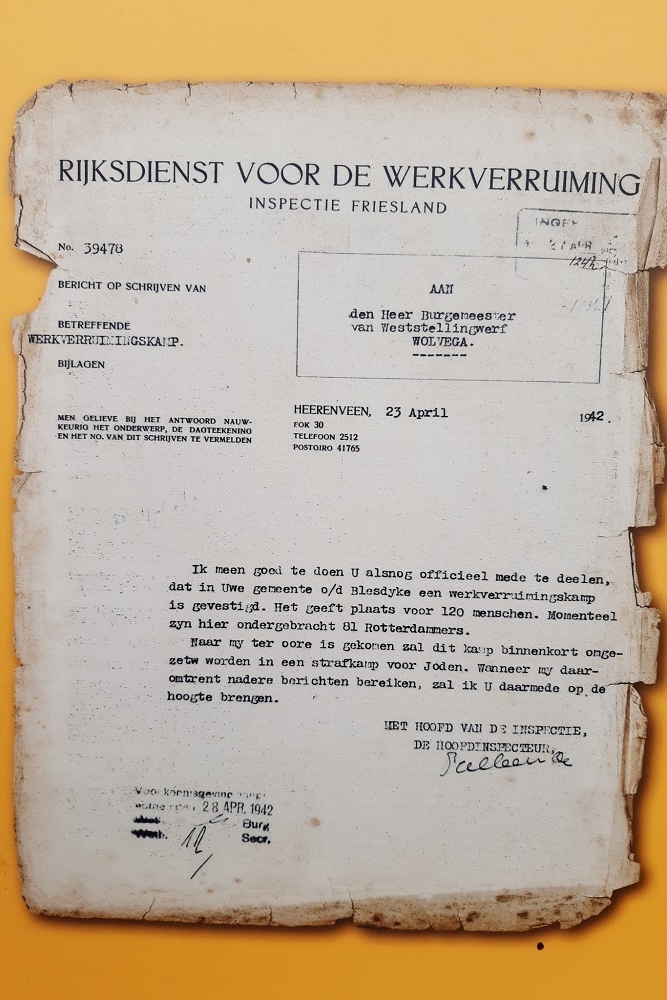 RIJKSDIENST VOOR DE WERKVERRUIMING
INSPECTIE FRIESLAND
No. 39478
BERICHT OP SCHRIJVEN VAN
BETREFFENDE
WERKVERRUIMINGSKAMP.
BIJLAGEN
MEN GELIEVE BIJ HET ANTWOORD NAUW-
KEURIG HET ONDERWERP, DE DAGTEEKENING
EN HET NO. VAN DIT SCHRIJVEN TE VERMELDEN
AAN
den Heer Burgemeester
van Weststellingwerf
WOLVEGA.
-------
HEERENVEEN, 23 April 1942.
FOK 30
TELEFOON 2512
POSTGIRO 41765
Ik meen goed te doen U alsnog officieel mede te deelen,
dat in Uwe gemeente o/d Blesdyke een werkverruimingskamp
is gevestigd. Het geeft plaats voor 120 menschen. Momenteel
zyn hier ondergebracht 81 Rotterdammers.
Naar my ter oore is gekomen zal dit kamp binnenkort omge-
zetw worden in een strafkamp voor Joden. Wanneer my daar-
omtrent nadere berichten bereiken, zal ik U daarmede op de
hoogte brengen.
HET HOOFD VAN DE INSPECTIE,
DE HOOFDINSPECTEUR,
28 APR. 1942
Burg
Weth. Secr.